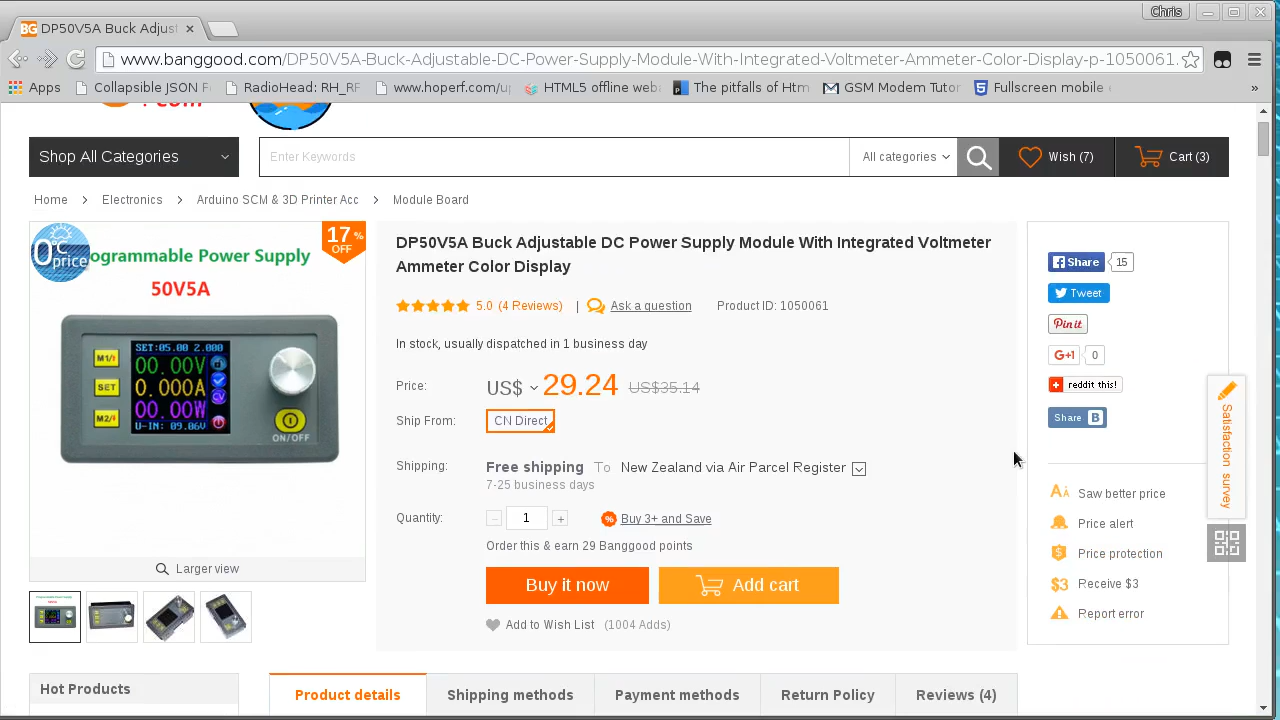 Chris
BG DP50V5A Buck Adjust
www.banggood.com/DP50V5A-Buck-Adjustable-DC-Power-Supply-Module-With-Integrated-Voltmeter-Ammeter-Color-Display-p-1050061.
Apps Collapsible JSON F RadioHead: RH_RF www.hoperf.com/up HTML5 offline web The pitfalls of Htm GSM Modem Tutor Fullscreen mobile »
.com
Shop All Categories Enter Keywords All categories Wish (7) Cart (3)
Home Electronics Arduino SCM & 3D Printer Acc Module Board
0°C price
ogrammable Power Supply
50V5A
17% OFF
M1/
SET
M2/
SET:05.00 2.000
00.00V
0.000A
00.00W
U-IN: 09.06V
CV
ON/OFF
Larger view
DP50V5A Buck Adjustable DC Power Supply Module With Integrated Voltmeter
Ammeter Color Display
5.0 (4 Reviews) | Ask a question Product ID: 1050061
In stock, usually dispatched in 1 business day
Price: US$ 29.24 US$35.14
Ship From: CN Direct
Shipping: Free shipping To New Zealand via Air Parcel Register
7-25 business days
Quantity: - 1 + % Buy 3+ and Save
Order this & earn 29 Banggood points
Buy it now Add cart
Add to Wish List (1004 Adds)
f Share 15
Tweet
Pin it
G+1 0
reddit this!
Share B
Saw better price
Price alert
Price protection
$3 Receive $3
Report error
Satisfaction survey
Hot Products
Product details Shipping methods Payment methods Return Policy Reviews (4)